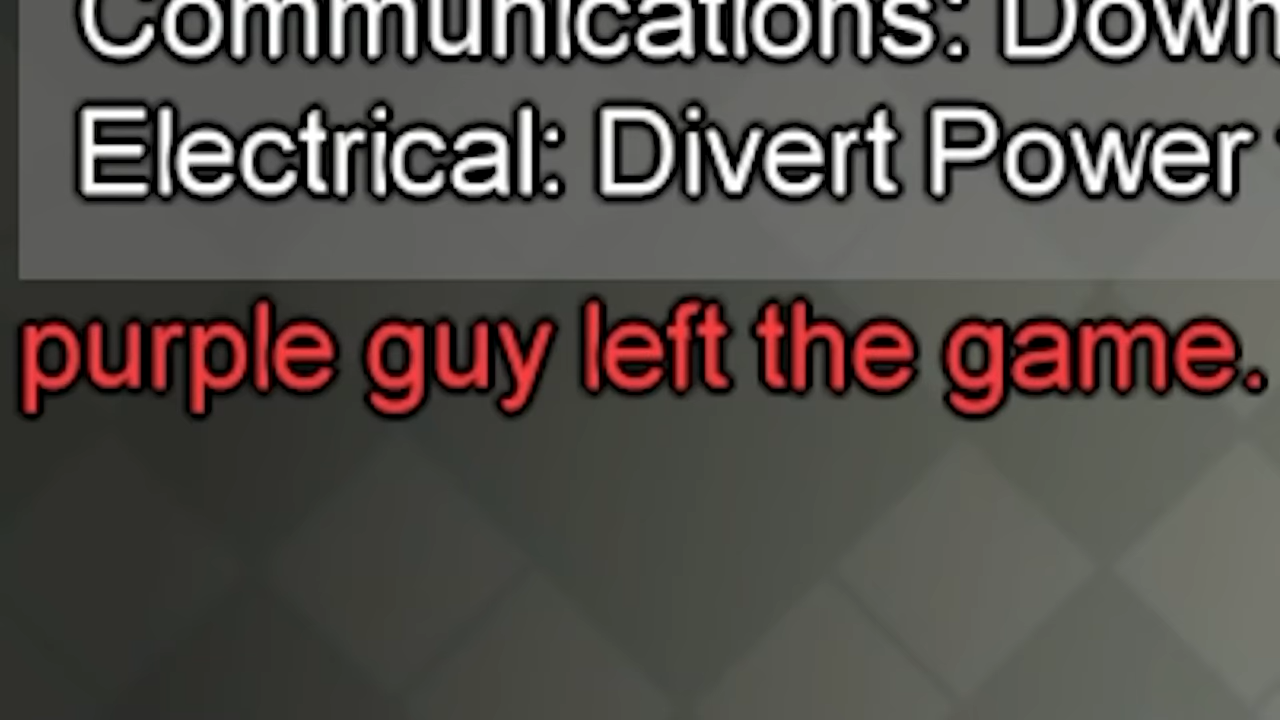 Communications: Down
Electrical: Divert Power
purple guy left the game.